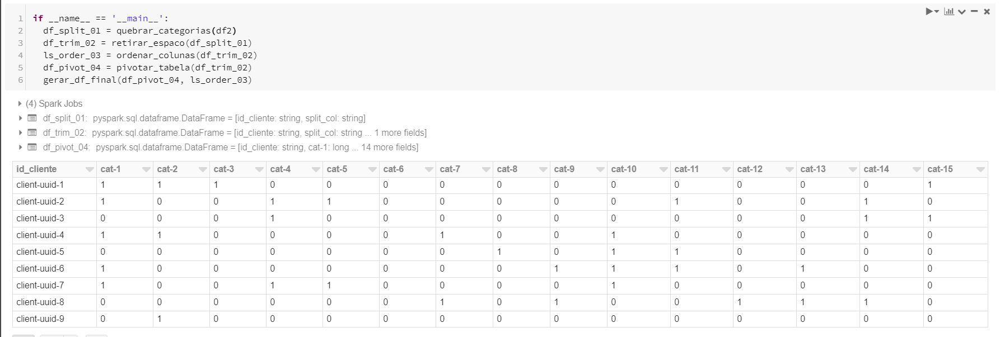 1 if __name__ == '__main__':
2 df_split_01 = quebrar_categorias(df2)
3 df_trim_02 = retirar_espaco(df_split_01)
4 ls_order_03 = ordenar_colunas(df_trim_02)
5 df_pivot_04 = pivotar_tabela(df_trim_02)
6 gerar_df_final(df_pivot_04, ls_order_03)
(4) Spark Jobs
df_split_01: pyspark.sql.dataframe.DataFrame = [id_cliente: string, split_col: string]
df_trim_02: pyspark.sql.dataframe.DataFrame = [id_cliente: string, split_col: string ... 1 more fields]
df_pivot_04: pyspark.sql.dataframe.DataFrame = [id_cliente: string, cat-1: long ... 14 more fields]
id_cliente cat-1 cat-2 cat-3 cat-4 cat-5 cat-6 cat-7 cat-8 cat-9 cat-10 cat-11 cat-12 cat-13 cat-14 cat-15
client-uuid-1 1 1 1 0 0 0 0 0 0 0 0 0 0 0 1
client-uuid-2 1 0 0 1 1 0 0 0 0 0 1 0 0 1 0
client-uuid-3 0 0 0 1 0 0 0 0 0 0 0 0 0 1 1
client-uuid-4 1 1 0 0 0 0 1 0 0 1 0 0 0 0 0
client-uuid-5 0 0 0 0 0 0 0 1 0 1 1 0 0 0 0
client-uuid-6 1 0 0 0 0 0 0 0 1 1 1 0 1 0 0
client-uuid-7 1 0 0 1 1 0 0 0 0 1 0 0 0 0 0
client-uuid-8 0 0 0 0 0 0 1 0 1 0 0 1 1 1 0
client-uuid-9 0 1 0 0 0 0 0 0 0 0 0 0 0 0 0